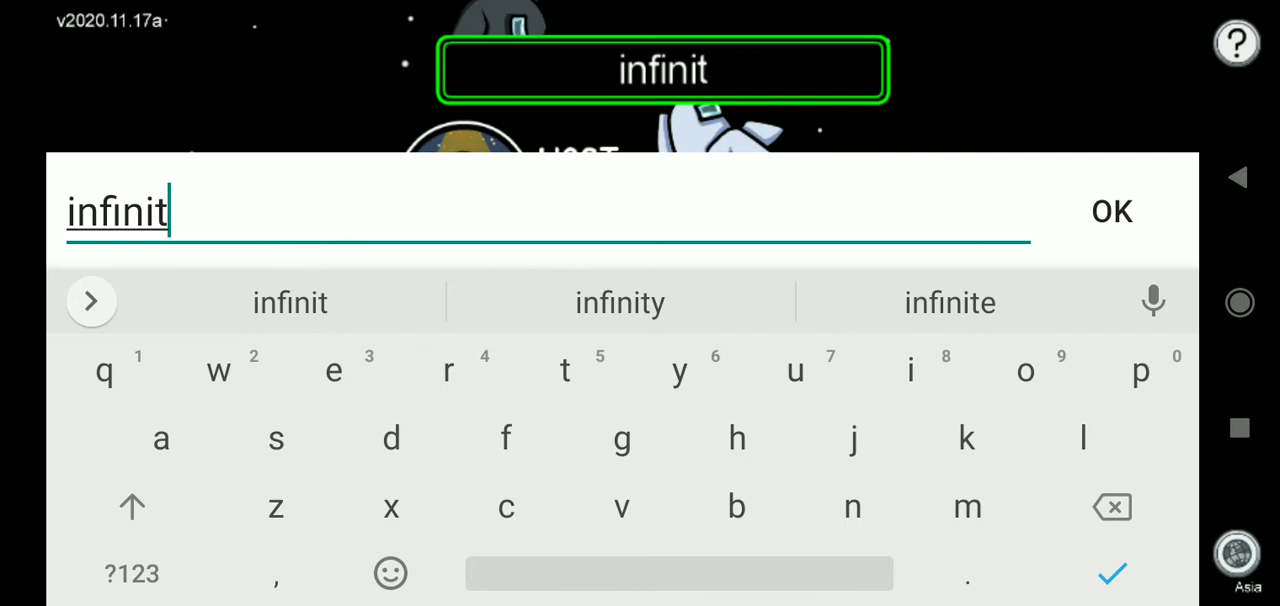 v2020.11.17a
infinit
infinit
OK
infinit infinity infinite
q 1 w 2 e 3 r 4 t 5 y 6 u 7 i 8 o 9 p 0
a s d f g h j k l
z x c v b n m
?123 , .
?
Asia